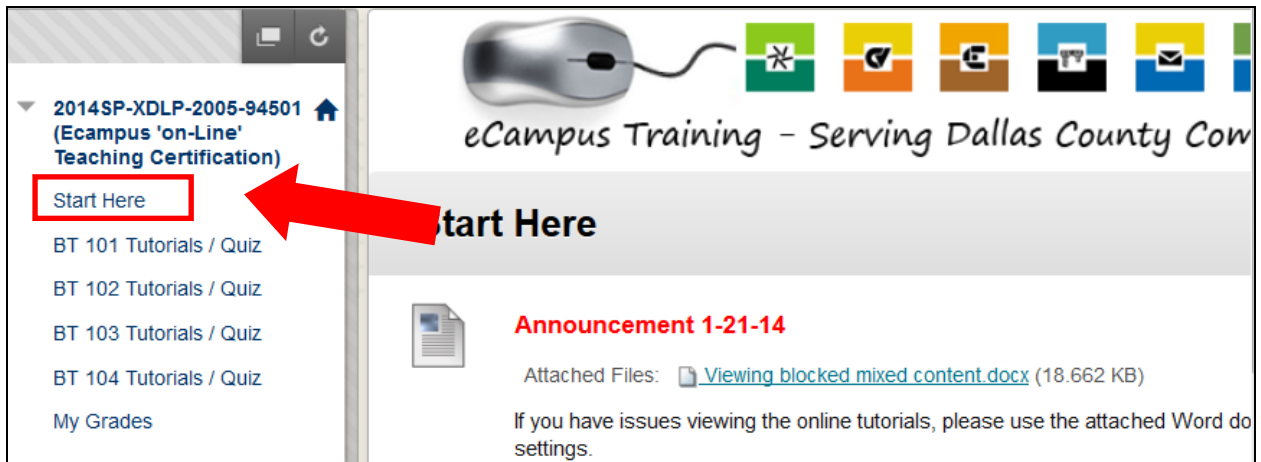 2014SP-XDLP-2005-94501
(Ecampus 'on-Line'
Teaching Certification)
Start Here
BT 101 Tutorials / Quiz
BT 102 Tutorials / Quiz
BT 103 Tutorials / Quiz
BT 104 Tutorials / Quiz
My Grades
eCampus Training - Serving Dallas County Com
Start Here
Announcement 1-21-14
Attached Files: Viewing blocked mixed content.docx (18.662 KB)
If you have issues viewing the online tutorials, please use the attached Word do
settings.